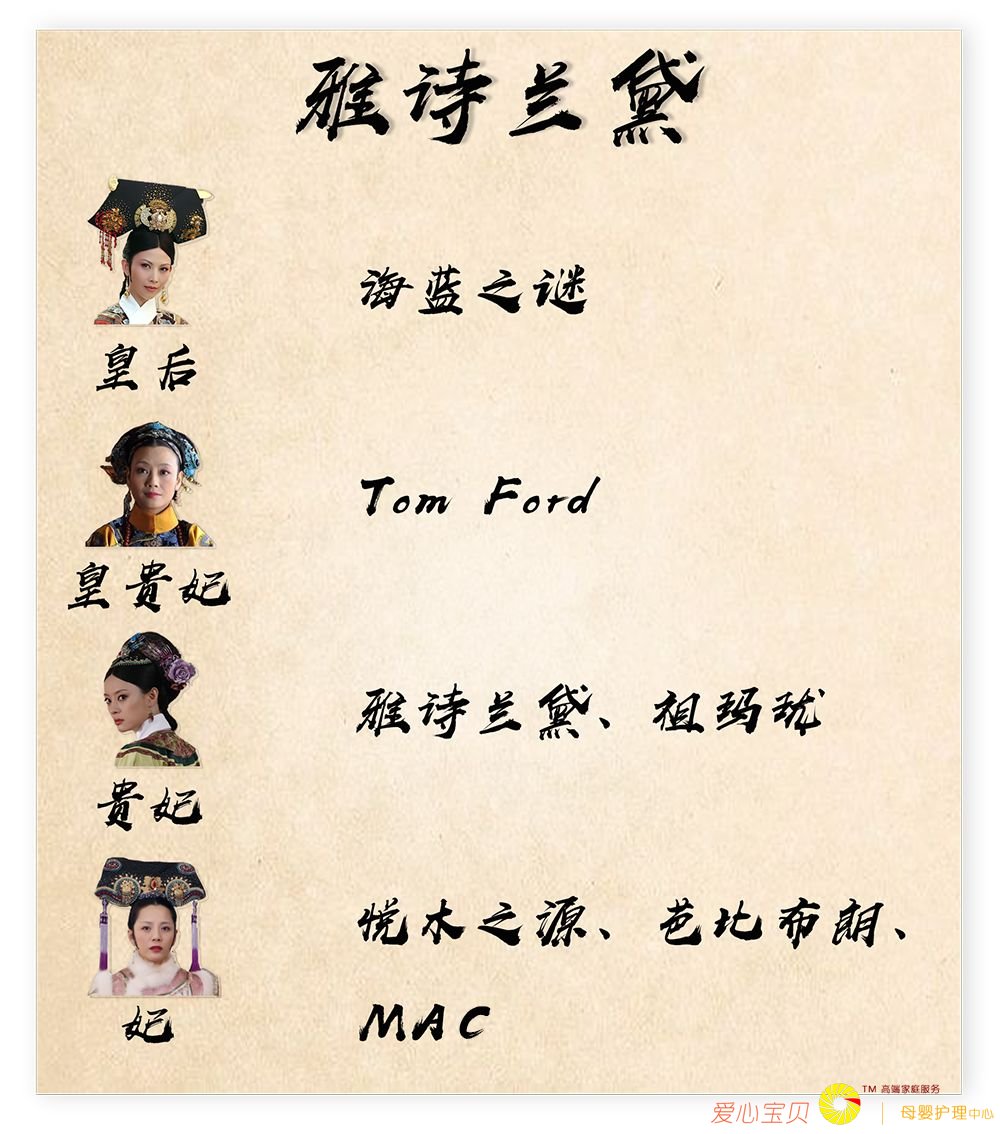 雅诗兰黛
海蓝之谜
皇后
Tom Ford
皇贵妃
雅诗兰黛、祖玛珑
贵妃
悦木之源、芭比布朗、
MAC
妃
TM 高端家庭服务
爱心宝贝
母婴护理中心